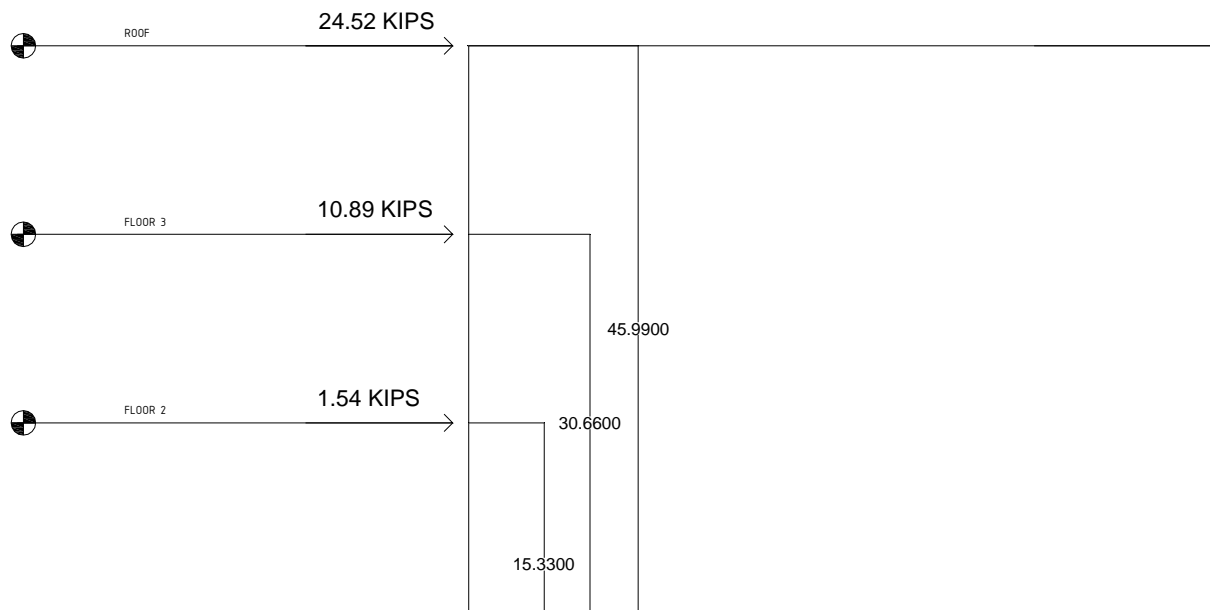 24.52 KIPS
ROOF
10.89 KIPS
FLOOR 3
45.9900
1.54 KIPS
FLOOR 2
30.6600
15.3300